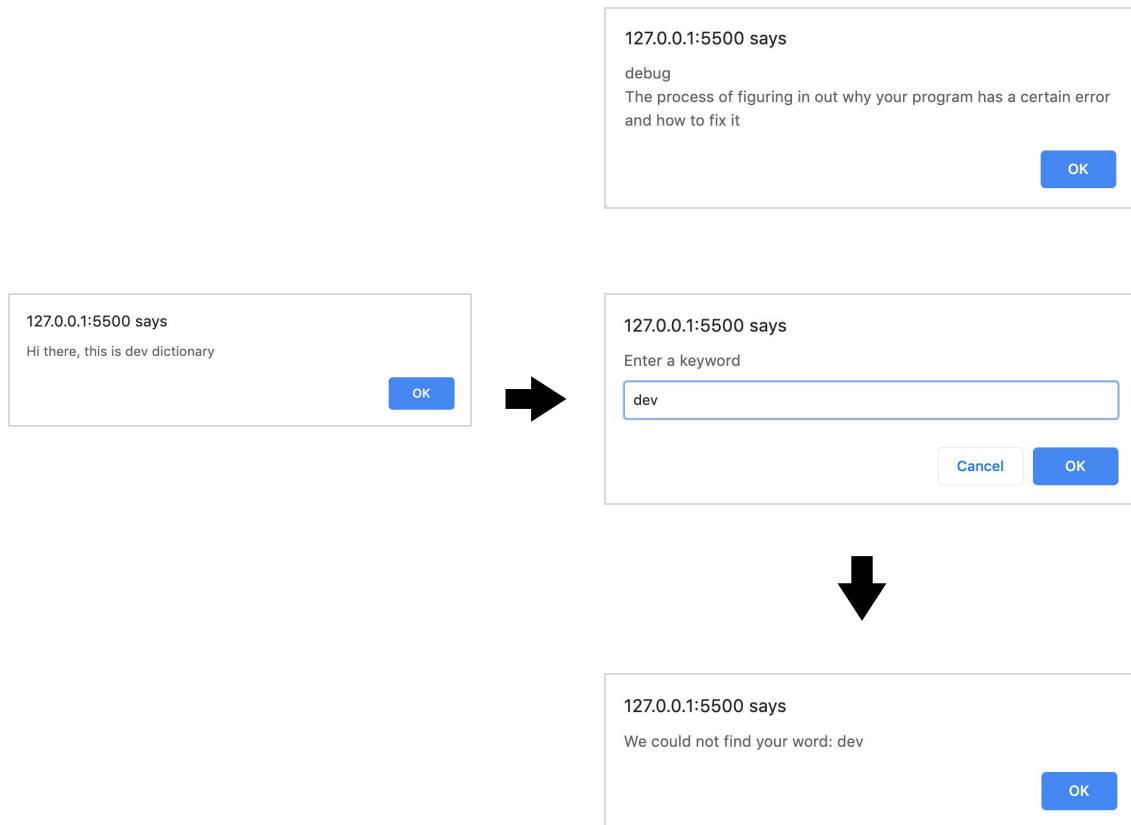 127.0.0.1:5500 says
debug
The process of figuring in out why your program has a certain error
and how to fix it
OK
127.0.0.1:5500 says
Hi there, this is dev dictionary
OK
127.0.0.1:5500 says
Enter a keyword
dev
Cancel OK
127.0.0.1:5500 says
We could not find your word: dev
OK